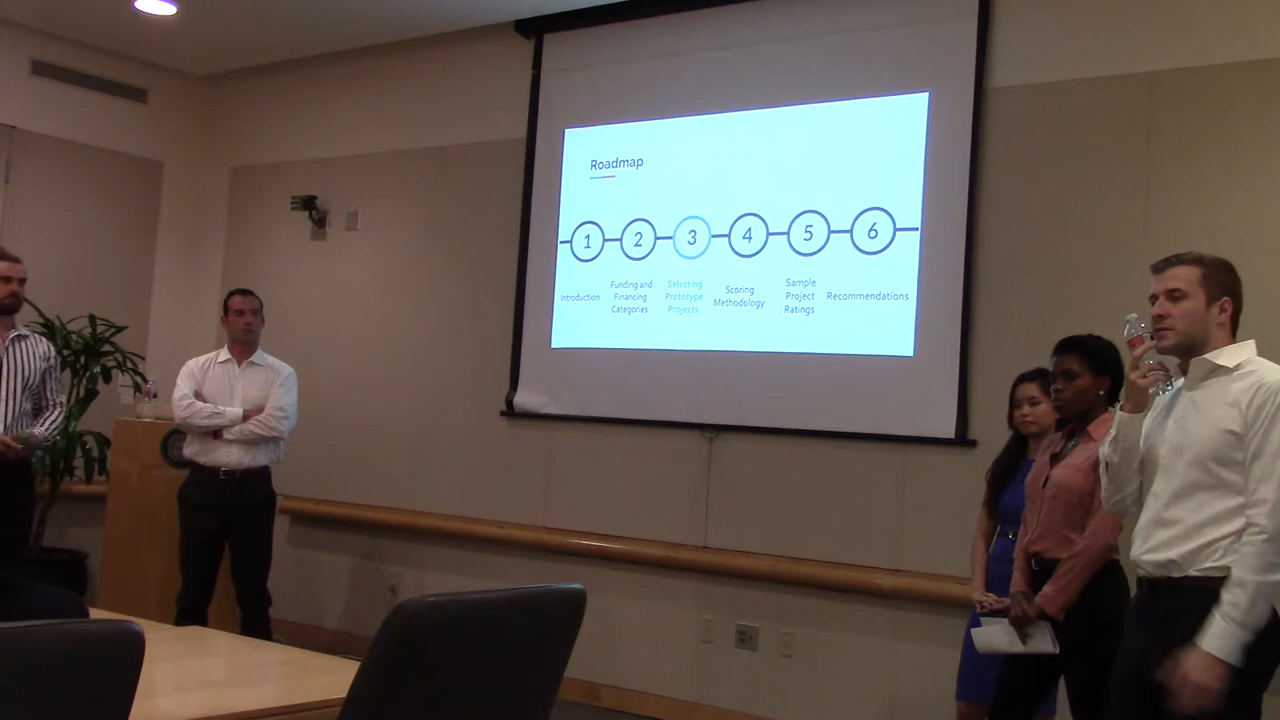 Roadmap
1 2 3 4 5 6
Introduction
Funding and
Financing
Categories
Selecting
Prototype
Projects
Scoring
Methodology
Sample
Project
Ratings
Recommendations